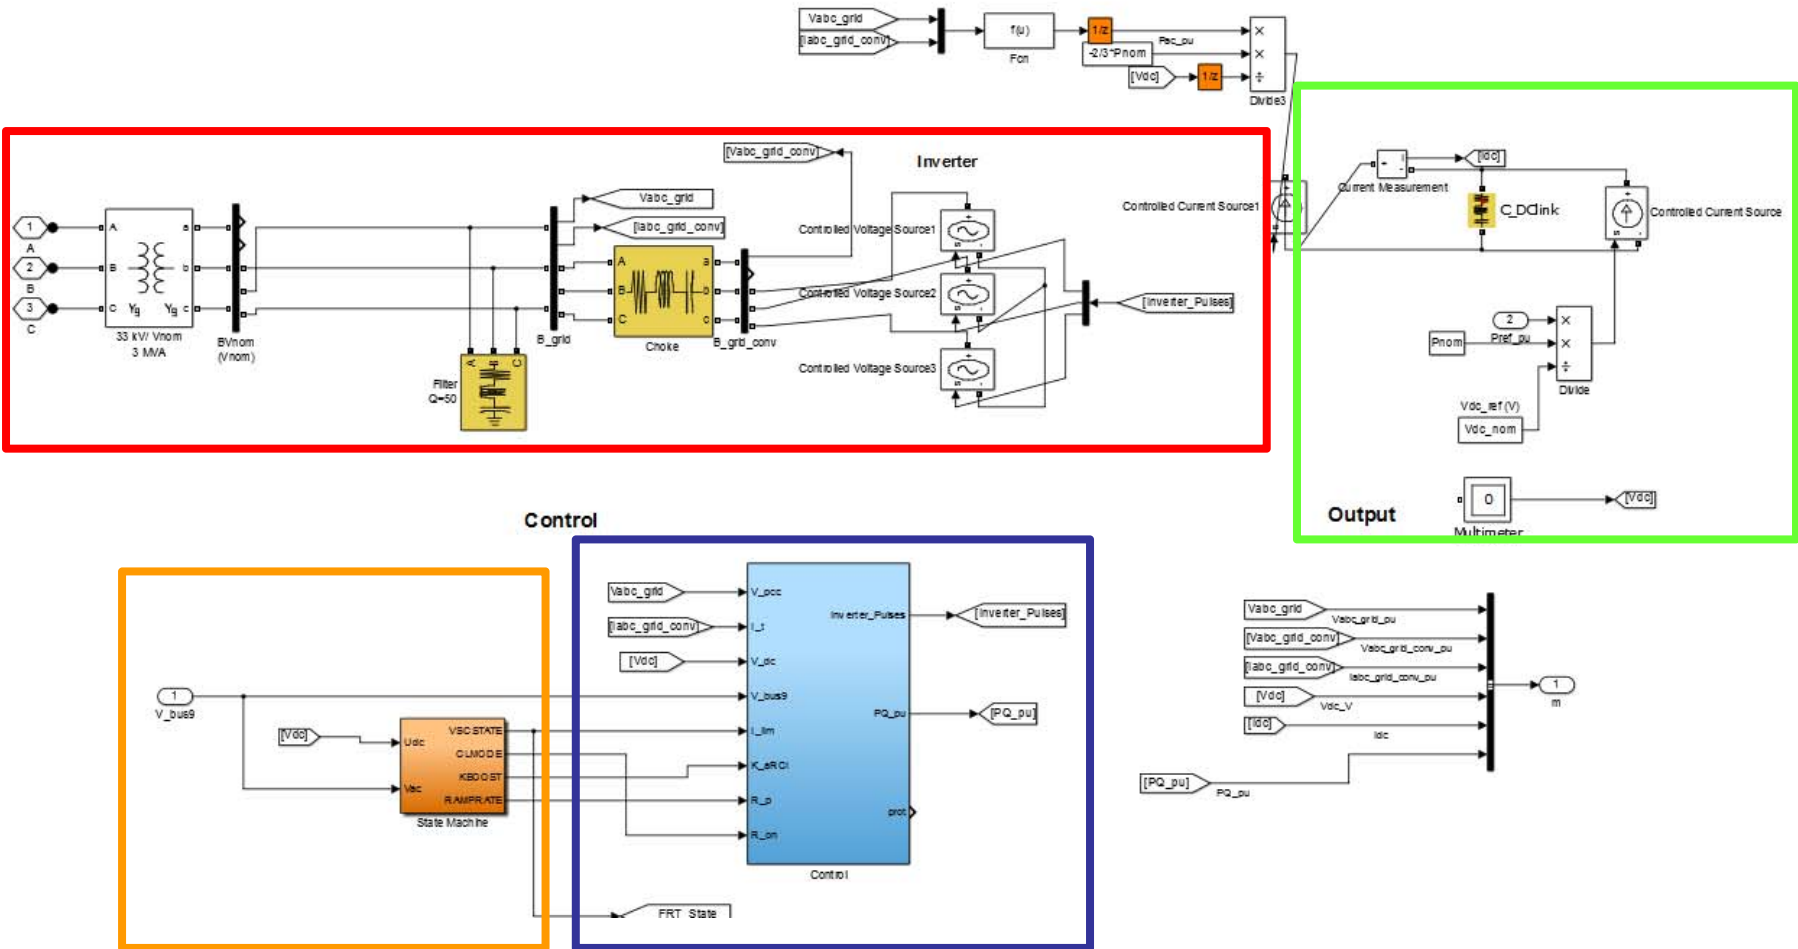 Vabc_grid
[Iabc_grid_conv]
f(u)
Fcn
1/z
Pac_pu
-2/3*Pnom
[Vdc]
1/z
×
×
÷
Divide3
[Vabc_grid_conv]
Inverter
Vabc_grid
[Iabc_grid_conv]
1
A
2
B
3
C
A
B
C
a
b
c
Yg
Yg
33 kV/ Vnom
3 MVA
BVnom
(Vnom)
A
B
C
Filter
Q=50
B_grid
A
B
C
a
b
c
Choke
B_grid_conv
Controlled Voltage Source1
Controlled Voltage Source2
Controlled Voltage Source3
[Inverter_Pulses]
Controlled Current Source1
[Idc]
Current Measurement
C_DClink
Controlled Current Source
2
Pref_pu
Pnom
×
×
÷
Divide
Vdc_ref (V)
Vdc_nom
0
[Vdc]
Multimeter
Output
Control
Vabc_grid
[Iabc_grid_conv]
[Vdc]
V_pcc
I_t
V_dc
V_bus9
I_lim
K_aRCI
R_p
R_on
Inverter_Pulses
PQ_pu
prot
Control
[Inverter_Pulses]
[PQ_pu]
1
V_bus9
[Vdc]
Udc
Vac
VSCSTATE
CLMODE
KBOOST
RAMPRATE
State Machine
FRT_State
Vabc_grid
Vabc_grid_pu
[Vabc_grid_conv]
Vabc_grid_conv_pu
[Iabc_grid_conv]
Iabc_grid_conv_pu
[Vdc]
Vdc_V
[Idc]
Idc
[PQ_pu]
PQ_pu
1
m